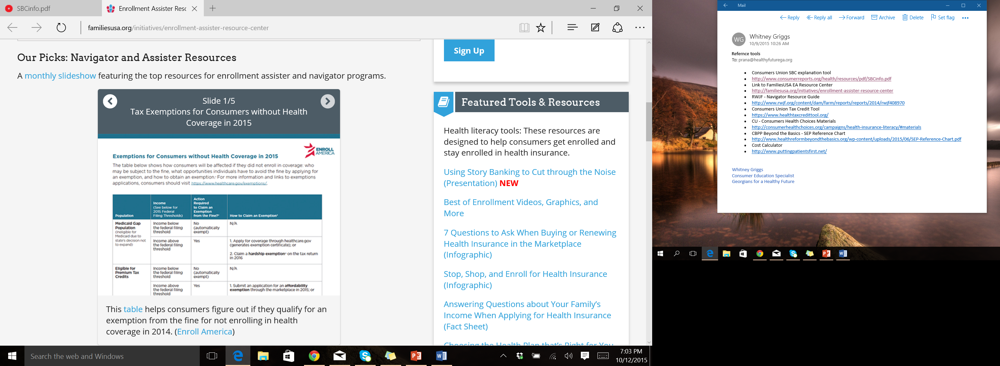 SBCinfo.pdf
Enrollment Assister Resc
familiesusa.org/initiatives/enrollment-assister-resource-center
Our Picks: Navigator and Assister Resources
A monthly slideshow featuring the top resources for enrollment assister and navigator programs.
Slide 1/5
Tax Exemptions for Consumers without Health
Coverage in 2015
ENROLL
AMERICA
Exemptions for Consumers without Health Coverage in 2015
The table below shows how consumers will be affected if they did not enroll in coverage: who
may be subject to the fine, what opportunities individuals have to avoid the fine by applying for
an exemption, and how to obtain an exemption.¹ For more information and links to exemptions
applications, consumers should visit https://www.healthcare.gov/exemptions/.
Population
Income
(See below for
2015 Federal
Filing Thresholds)
Action
Required
to Claim an
Exemption
from the Fine?²
How to Claim an Exemption³
Medicaid Gap
Population
(Ineligible for
Medicaid due to
state's decision not
to expand)
Income below
the federal filing
threshold
No
(automatically
exempt)
N/A
Income above
the federal filing
threshold
Yes
1. Apply for coverage through healthcare.gov
(generates exemption certificate); or
2. Claim a hardship exemption⁴ on the tax return
in 2016
Eligible for
Premium Tax
Credits
Income below
the federal filing
threshold
No
(automatically
exempt)
N/A
Income above
the federal filing
threshold
Yes
1. Submit an application for an affordability
exemption through the marketplace in 2015; or
This table helps consumers figure out if they qualify for an
exemption from the fine for not enrolling in health
coverage in 2014. (Enroll America)
Sign Up
Featured Tools & Resources
Health literacy tools: These resources are
designed to help consumers get enrolled and
stay enrolled in health insurance.
Using Story Banking to Cut through the Noise
(Presentation) NEW
Best of Enrollment Videos, Graphics, and
More
7 Questions to Ask When Buying or Renewing
Health Insurance in the Marketplace
(Infographic)
Stop, Shop, and Enroll for Health Insurance
(Infographic)
Answering Questions about Your Family's
Income When Applying for Health Insurance
(Fact Sheet)
Choosing the Health Plan that's Right for You
Search the web and Windows
7:03 PM
10/12/2015
Mail
Reply Reply all Forward Archive Delete Set flag
WG
Whitney Griggs
10/9/2015 10:26 AM
Refernce tools
To: prana@healthyfuturega.org
• Consumers Union SBC explanation tool
• http://www.consumerreports.org/health/resources/pdf/SBCinfo.pdf
• Link to FamiliesUSA EA Resource Center
• http://familiesusa.org/initiatives/enrollment-assister-resource-center
• RWJF - Navigator Resource Guide
• http://www.rwjf.org/content/dam/farm/reports/reports/2014/rwjf408970
• Consumers Union Tax Credit Tool
• https://www.healthtaxcredittool.org/
• CU - Consumers Health Choices Materials
• http://consumerhealthchoices.org/campaigns/health-insurance-literacy/#materials
• CBPP Beyond the Basics - SEP Reference Chart
• http://www.healthreformbeyondthebasics.org/wp-content/uploads/2015/06/SEP-Reference-Chart.pdf
• Cost Calculator
• http://www.puttingpatientsfirst.net/
Whitney Griggs
Consumer Education Specialist
Georgians for a Healthy Future